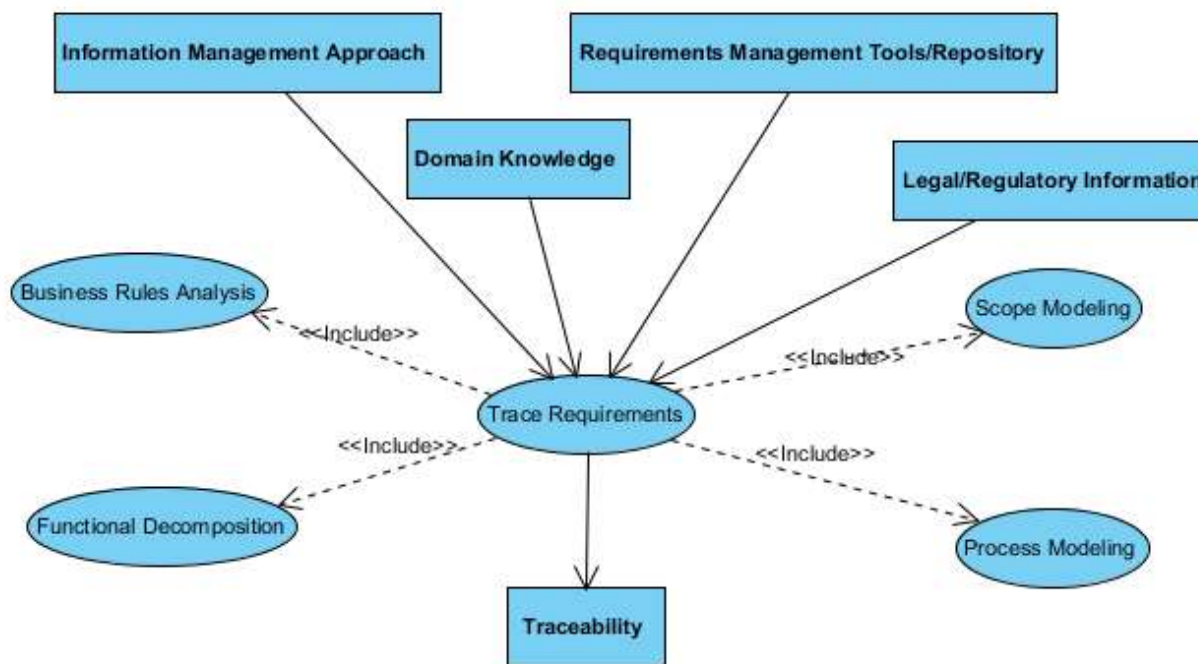 Information Management Approach
Requirements Management Tools/Repository
Domain Knowledge
Legal/Regulatory Information
Business Rules Analysis
Scope Modeling
<<Include>>
<<Include>>
Trace Requirements
<<Include>>
<<Include>>
Functional Decomposition
Process Modeling
Traceability